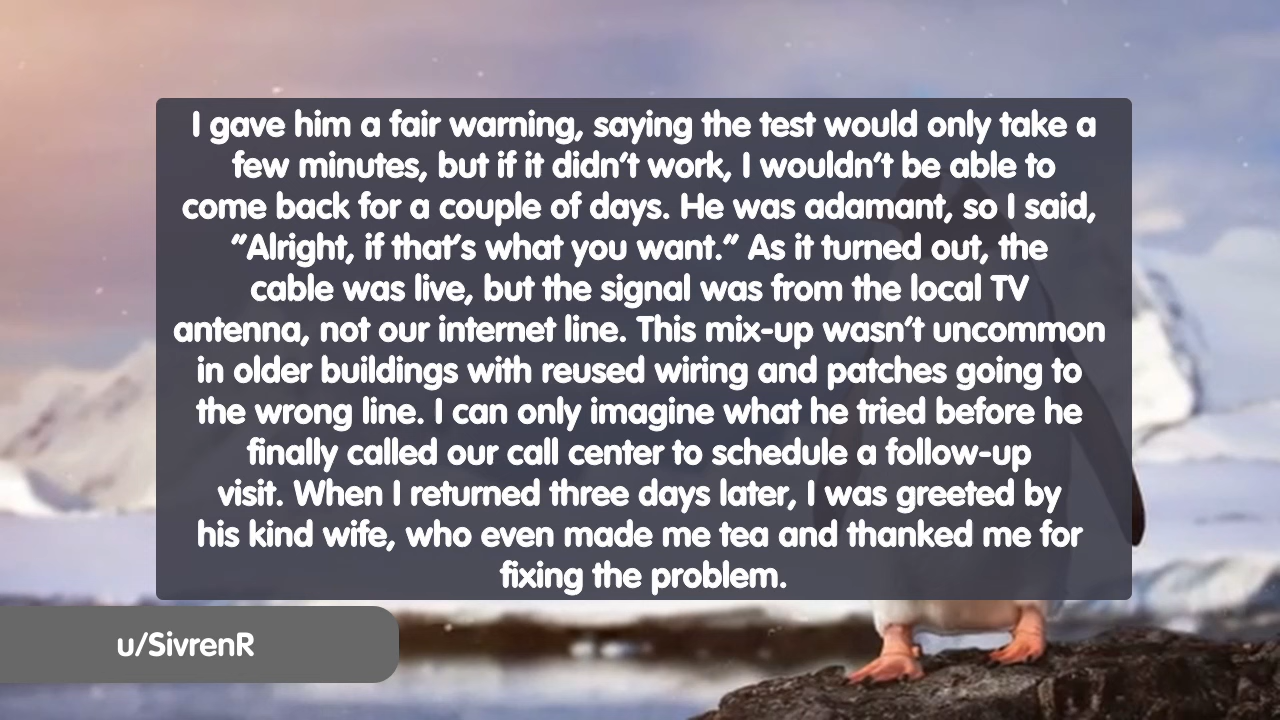 I gave him a fair warning, saying the test would only take a
few minutes, but if it didn't work, I wouldn't be able to
come back for a couple of days. He was adamant, so I said,
"Alright, if that's what you want." As it turned out, the
cable was live, but the signal was from the local TV
antenna, not our internet line. This mix-up wasn't uncommon
in older buildings with reused wiring and patches going to
the wrong line. I can only imagine what he tried before he
finally called our call center to schedule a follow-up
visit. When I returned three days later, I was greeted by
his kind wife, who even made me tea and thanked me for
fixing the problem.
u/SivrenR